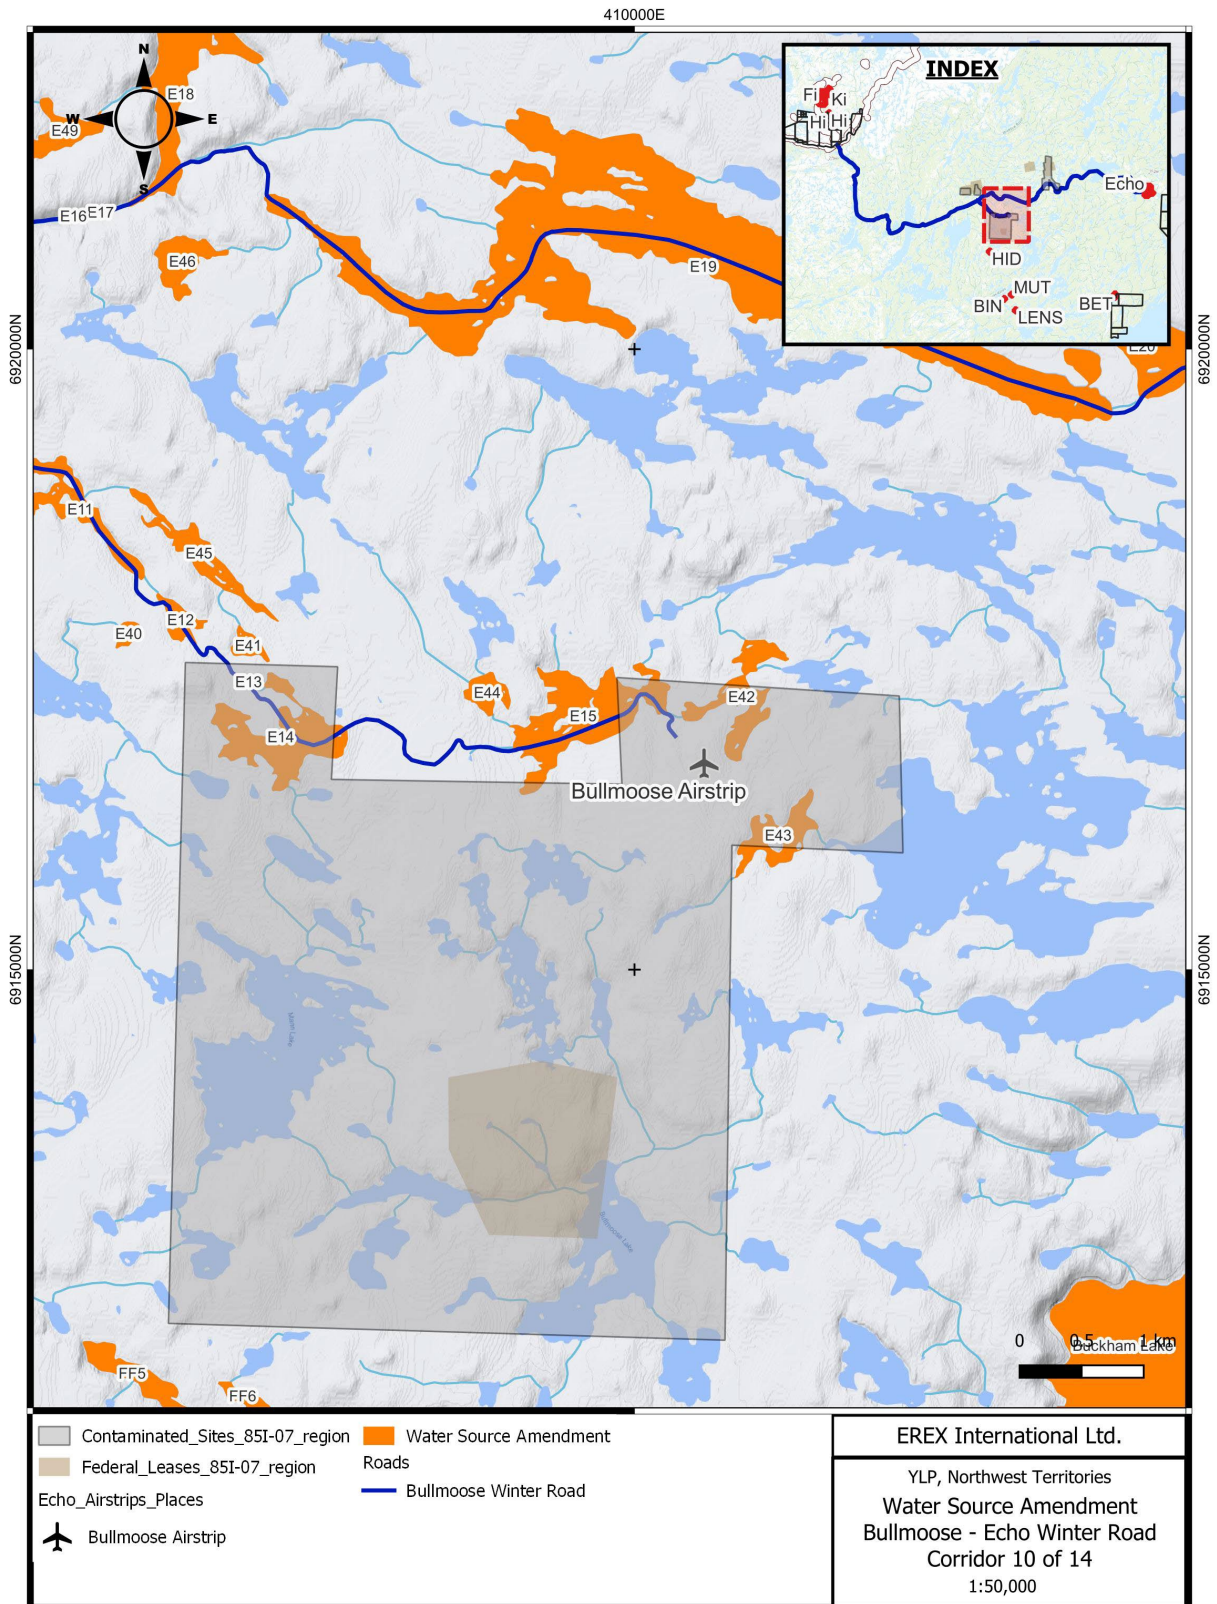 410000E
N
W
E
S
E18
E49
E16
E17
E46
E19
INDEX
Fi
Ki
Hi
Hi
Echo
HID
MUT
BIN
LENS
BET
E20
6920000N
6920000N
E11
E45
E12
E40
E41
E13
E14
E44
E15
E42
Bullmoose Airstrip
E43
6915000N
6915000N
Bullmoose Lake
FF5
FF6
0 0.5 1 km
Buckham Lake
Contaminated_Sites_85I-07_region
Federal_Leases_85I-07_region
Echo_Airstrips_Places
Bullmoose Airstrip
Water Source Amendment
Roads
Bullmoose Winter Road
EREX International Ltd.
YLP, Northwest Territories
Water Source Amendment
Bullmoose - Echo Winter Road
Corridor 10 of 14
1:50,000